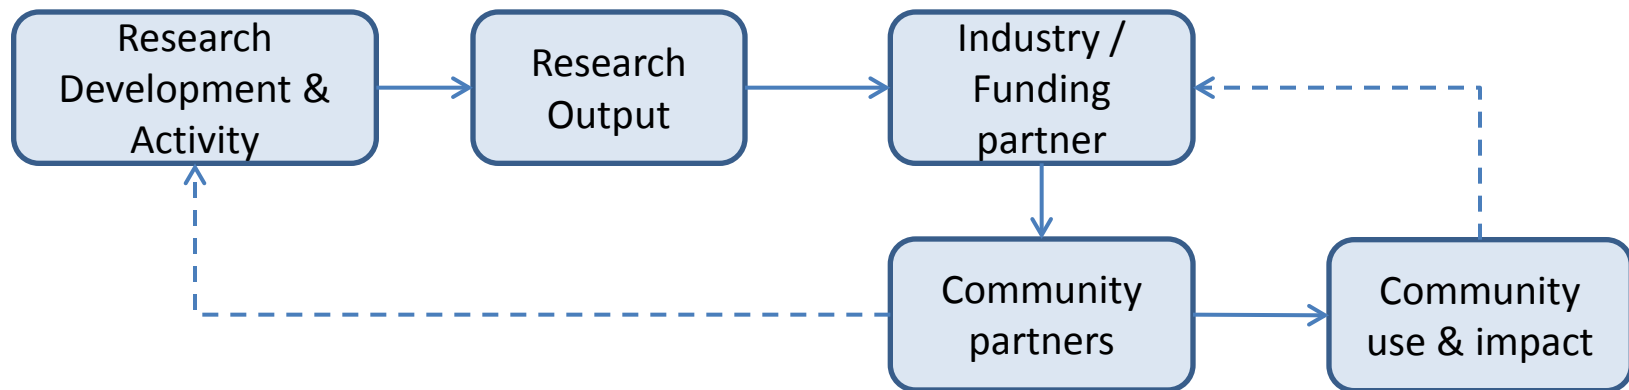 Research
Development &
Activity
Research
Output
Industry /
Funding
partner
Community
partners
Community
use & impact